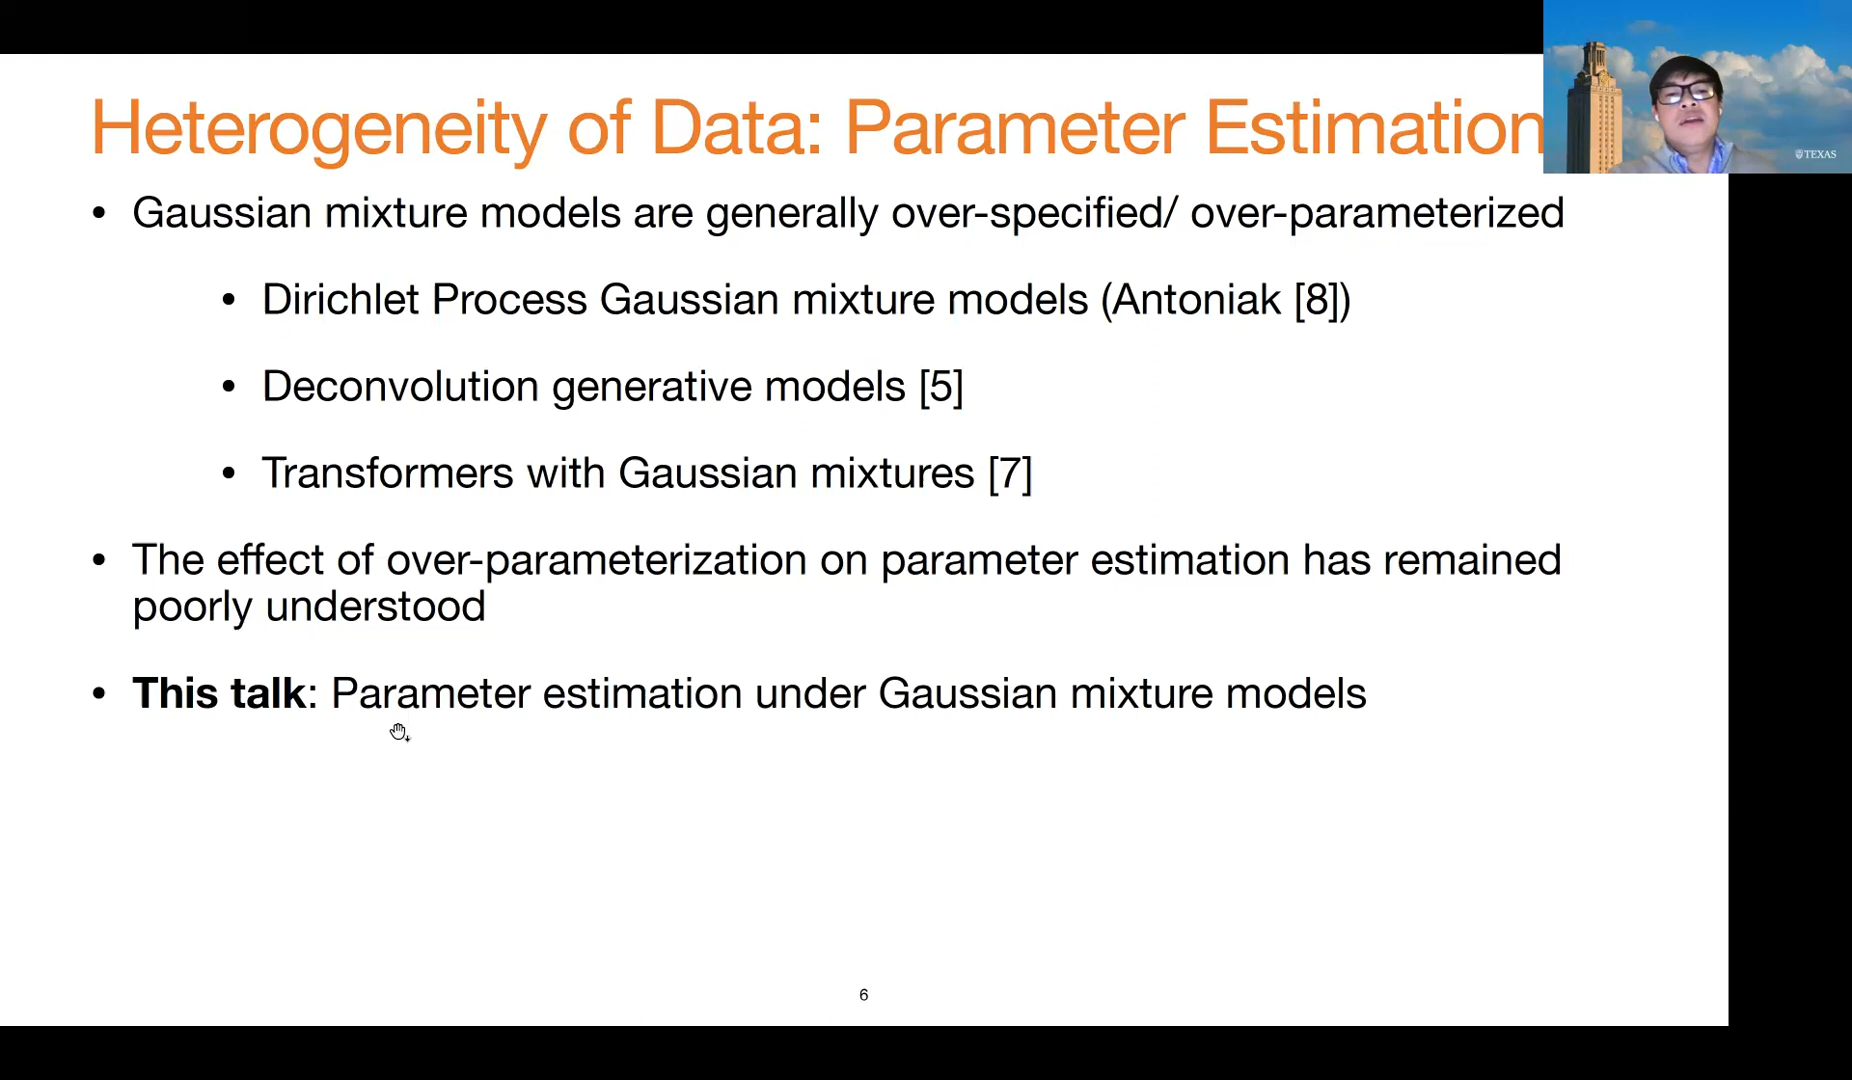 Heterogeneity of Data: Parameter Estimation
TEXAS
• Gaussian mixture models are generally over-specified/ over-parameterized
• Dirichlet Process Gaussian mixture models (Antoniak [8])
• Deconvolution generative models [5]
• Transformers with Gaussian mixtures [7]
• The effect of over-parameterization on parameter estimation has remained
poorly understood
• This talk: Parameter estimation under Gaussian mixture models
6